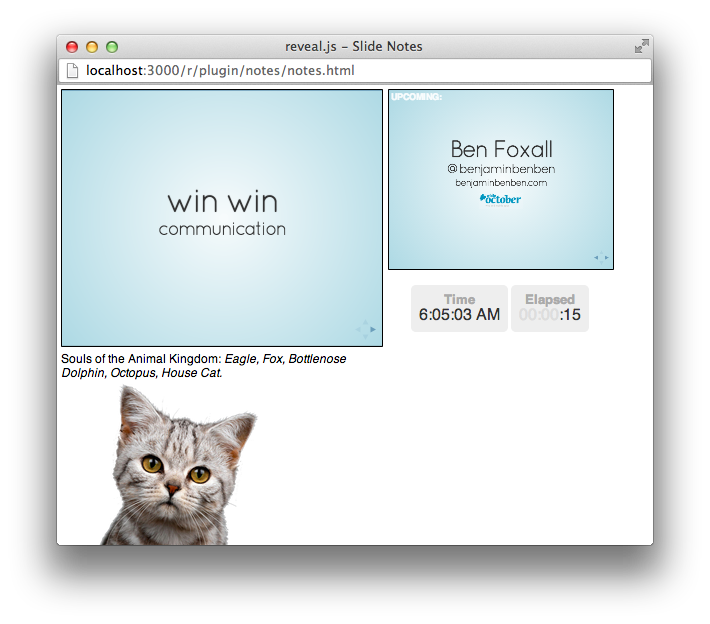 reveal.js – Slide Notes
localhost:3000/r/plugin/notes/notes.html
win win
communication
UPCOMING:
Ben Foxall
@benjaminbenben
benjaminbenben.com
october
Time
6:05:03 AM
Elapsed
00:00:15
Souls of the Animal Kingdom: Eagle, Fox, Bottlenose
Dolphin, Octopus, House Cat.